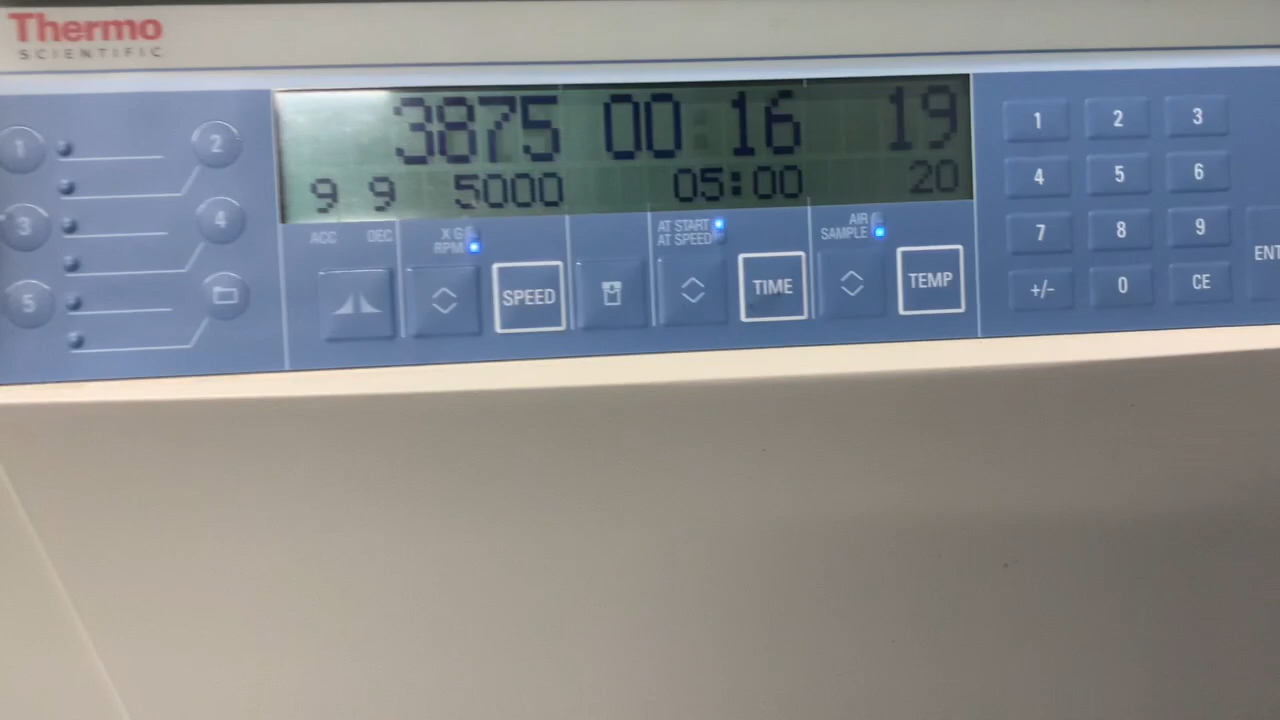 Thermo
SCIENTIFIC
3875 00 16 19
9 9 5000 05:00 20
ACC DEC X G RPM AT START AT SPEED AIR SAMPLE
SPEED TIME TEMP
1 2 3 4 5
1 2 3
4 5 6
7 8 9
+/- 0 CE